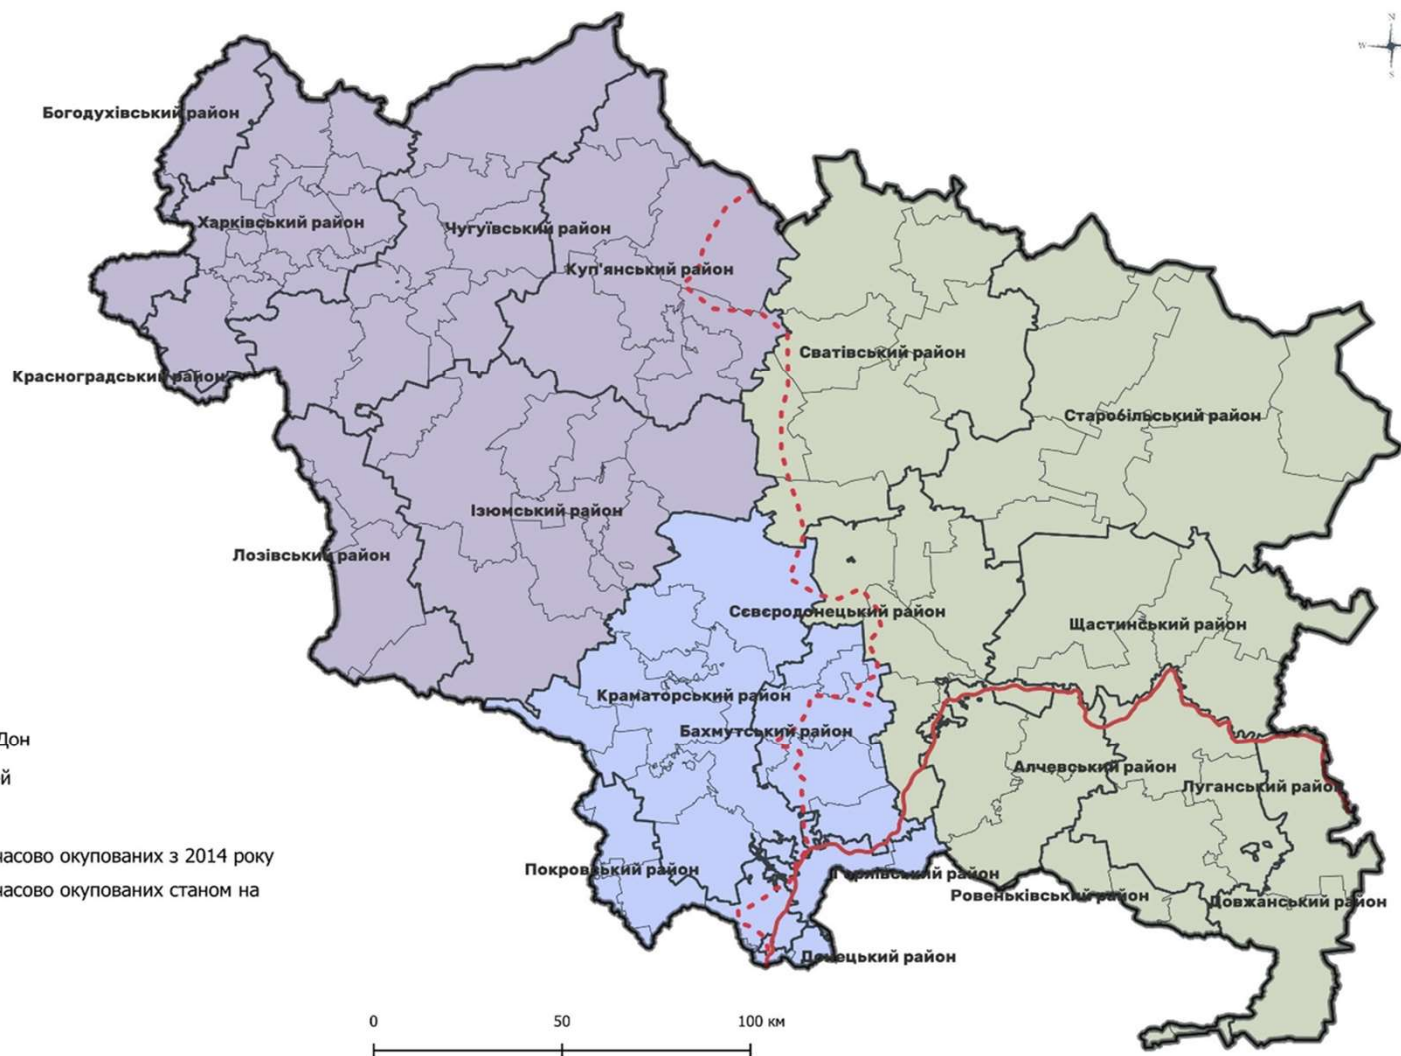 N
W
S
Богодухівський район
Харківський район
Чугуївський район
Куп'янський район
Сватівський район
Красноградський район
Старобільський район
Ізюмський район
Лозівський район
Сєвєродонецький район
Щастинський район
Краматорський район
Бахмутський район
Дон
й
Алчевський район
Луганський район
часово окупованих з 2014 року
Покровський район
Горлівський район
часово окупованих станом на
Ровеньківський район
Довжанський район
Донецький район
0 50 100 км